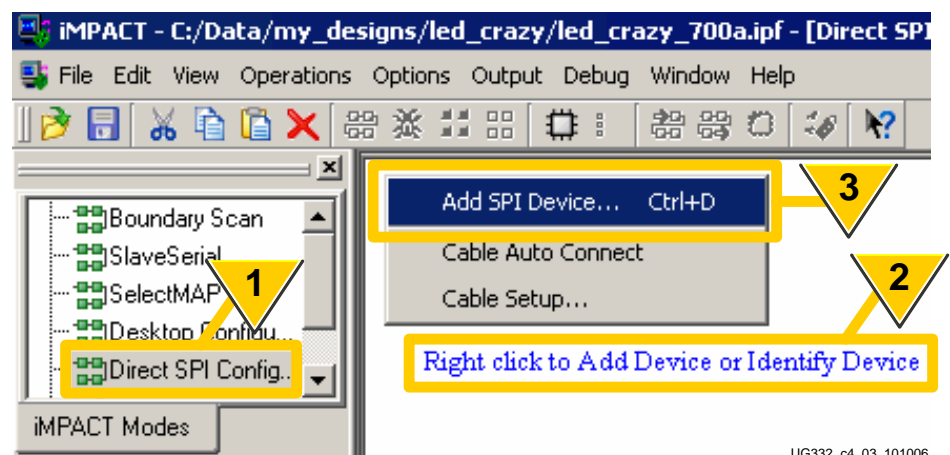 iMPACT - C:/Data/my_designs/led_crazy/led_crazy_700a.ipf - [Direct SPI
File Edit View Operations Options Output Debug Window Help
Boundary Scan
SlaveSerial
SelectMAP
Desktop Configu...
Direct SPI Config...
iMPACT Modes
1
Add SPI Device... Ctrl+D
Cable Auto Connect
Cable Setup...
3
2
Right click to Add Device or Identify Device
UG332_c4_03_101006